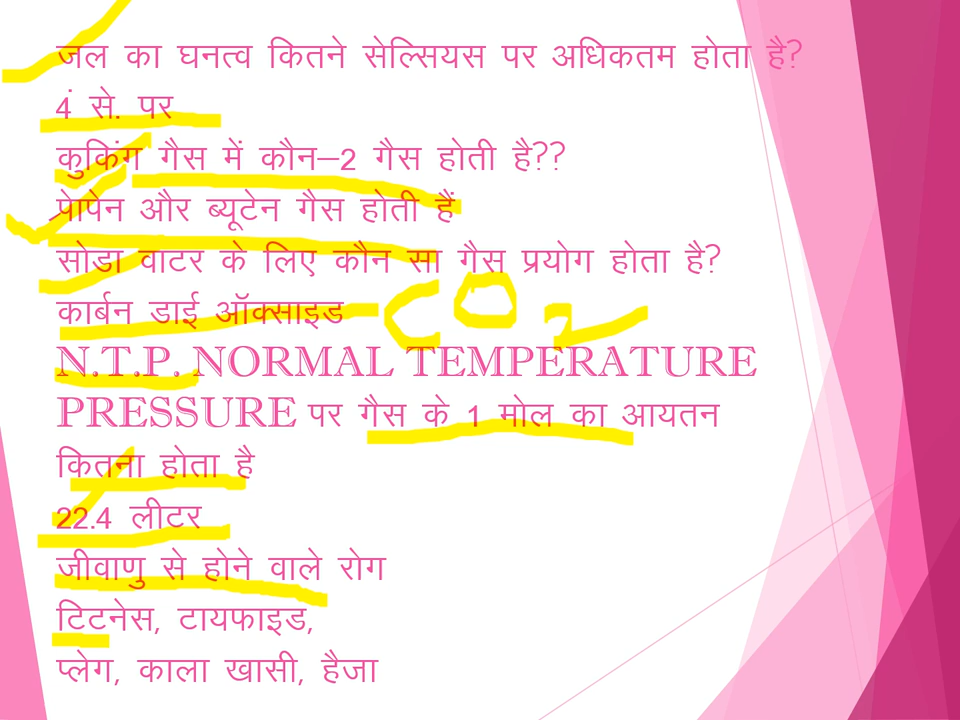 जल का घनत्व कितने सेल्सियस पर अधिकतम होता है?
4̇ से. पर
कुकिंग गैस में कौन–2 गैस होती है??
पेापेन और ब्यूटेन गैस होती हैं
सोडा वाटर के लिए कौन सा गैस प्रयोग होता है?
कार्बन डाई ऑक्साइड CO2
N.T.P. NORMAL TEMPERATURE
PRESSURE पर गैस के 1 मोल का आयतन
कितना होता है
22.4 लीटर
जीवाणु से होने वाले रोग
टिटनेस, टायफाइड,
प्लेग, काला खासी, हैजा